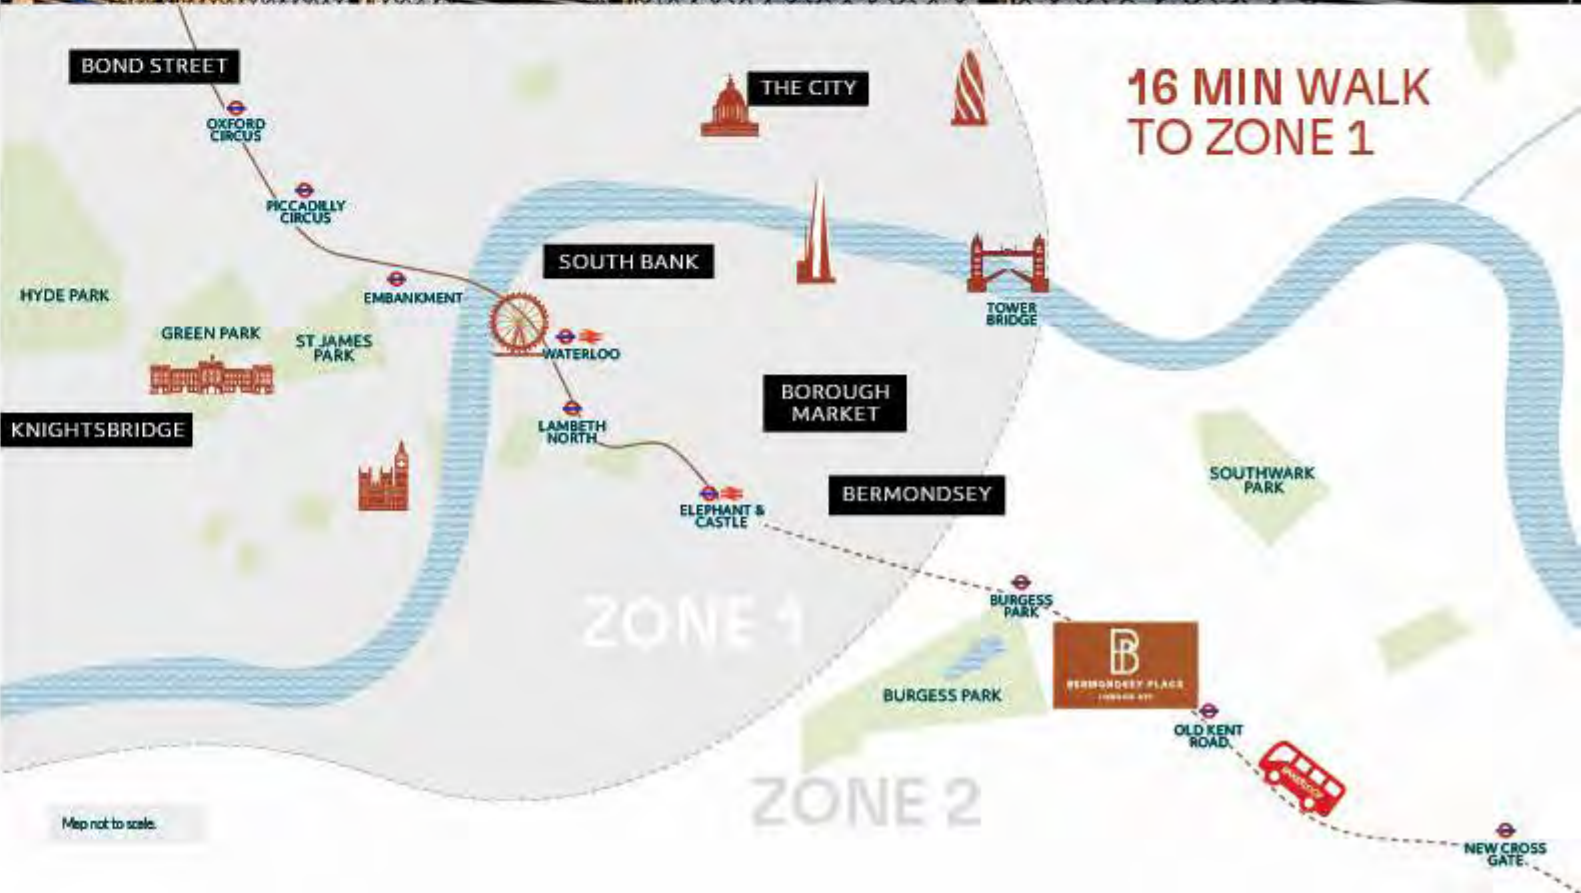 BOND STREET
OXFORD
CIRCUS
PICCADILLY
CIRCUS
THE CITY
16 MIN WALK
TO ZONE 1
SOUTH BANK
EMBANKMENT
HYDE PARK
GREEN PARK
ST JAMES
PARK
WATERLOO
TOWER
BRIDGE
KNIGHTSBRIDGE
LAMBETH
NORTH
BOROUGH
MARKET
BERMONDSEY
ELEPHANT &
CASTLE
SOUTHWARK
PARK
ZONE 1
BURGESS
PARK
BURGESS PARK
B
BERMONDSEY PLACE
OLD KENT
ROAD.
ZONE 2
Map not to scale.
NEW CROSS
GATE.